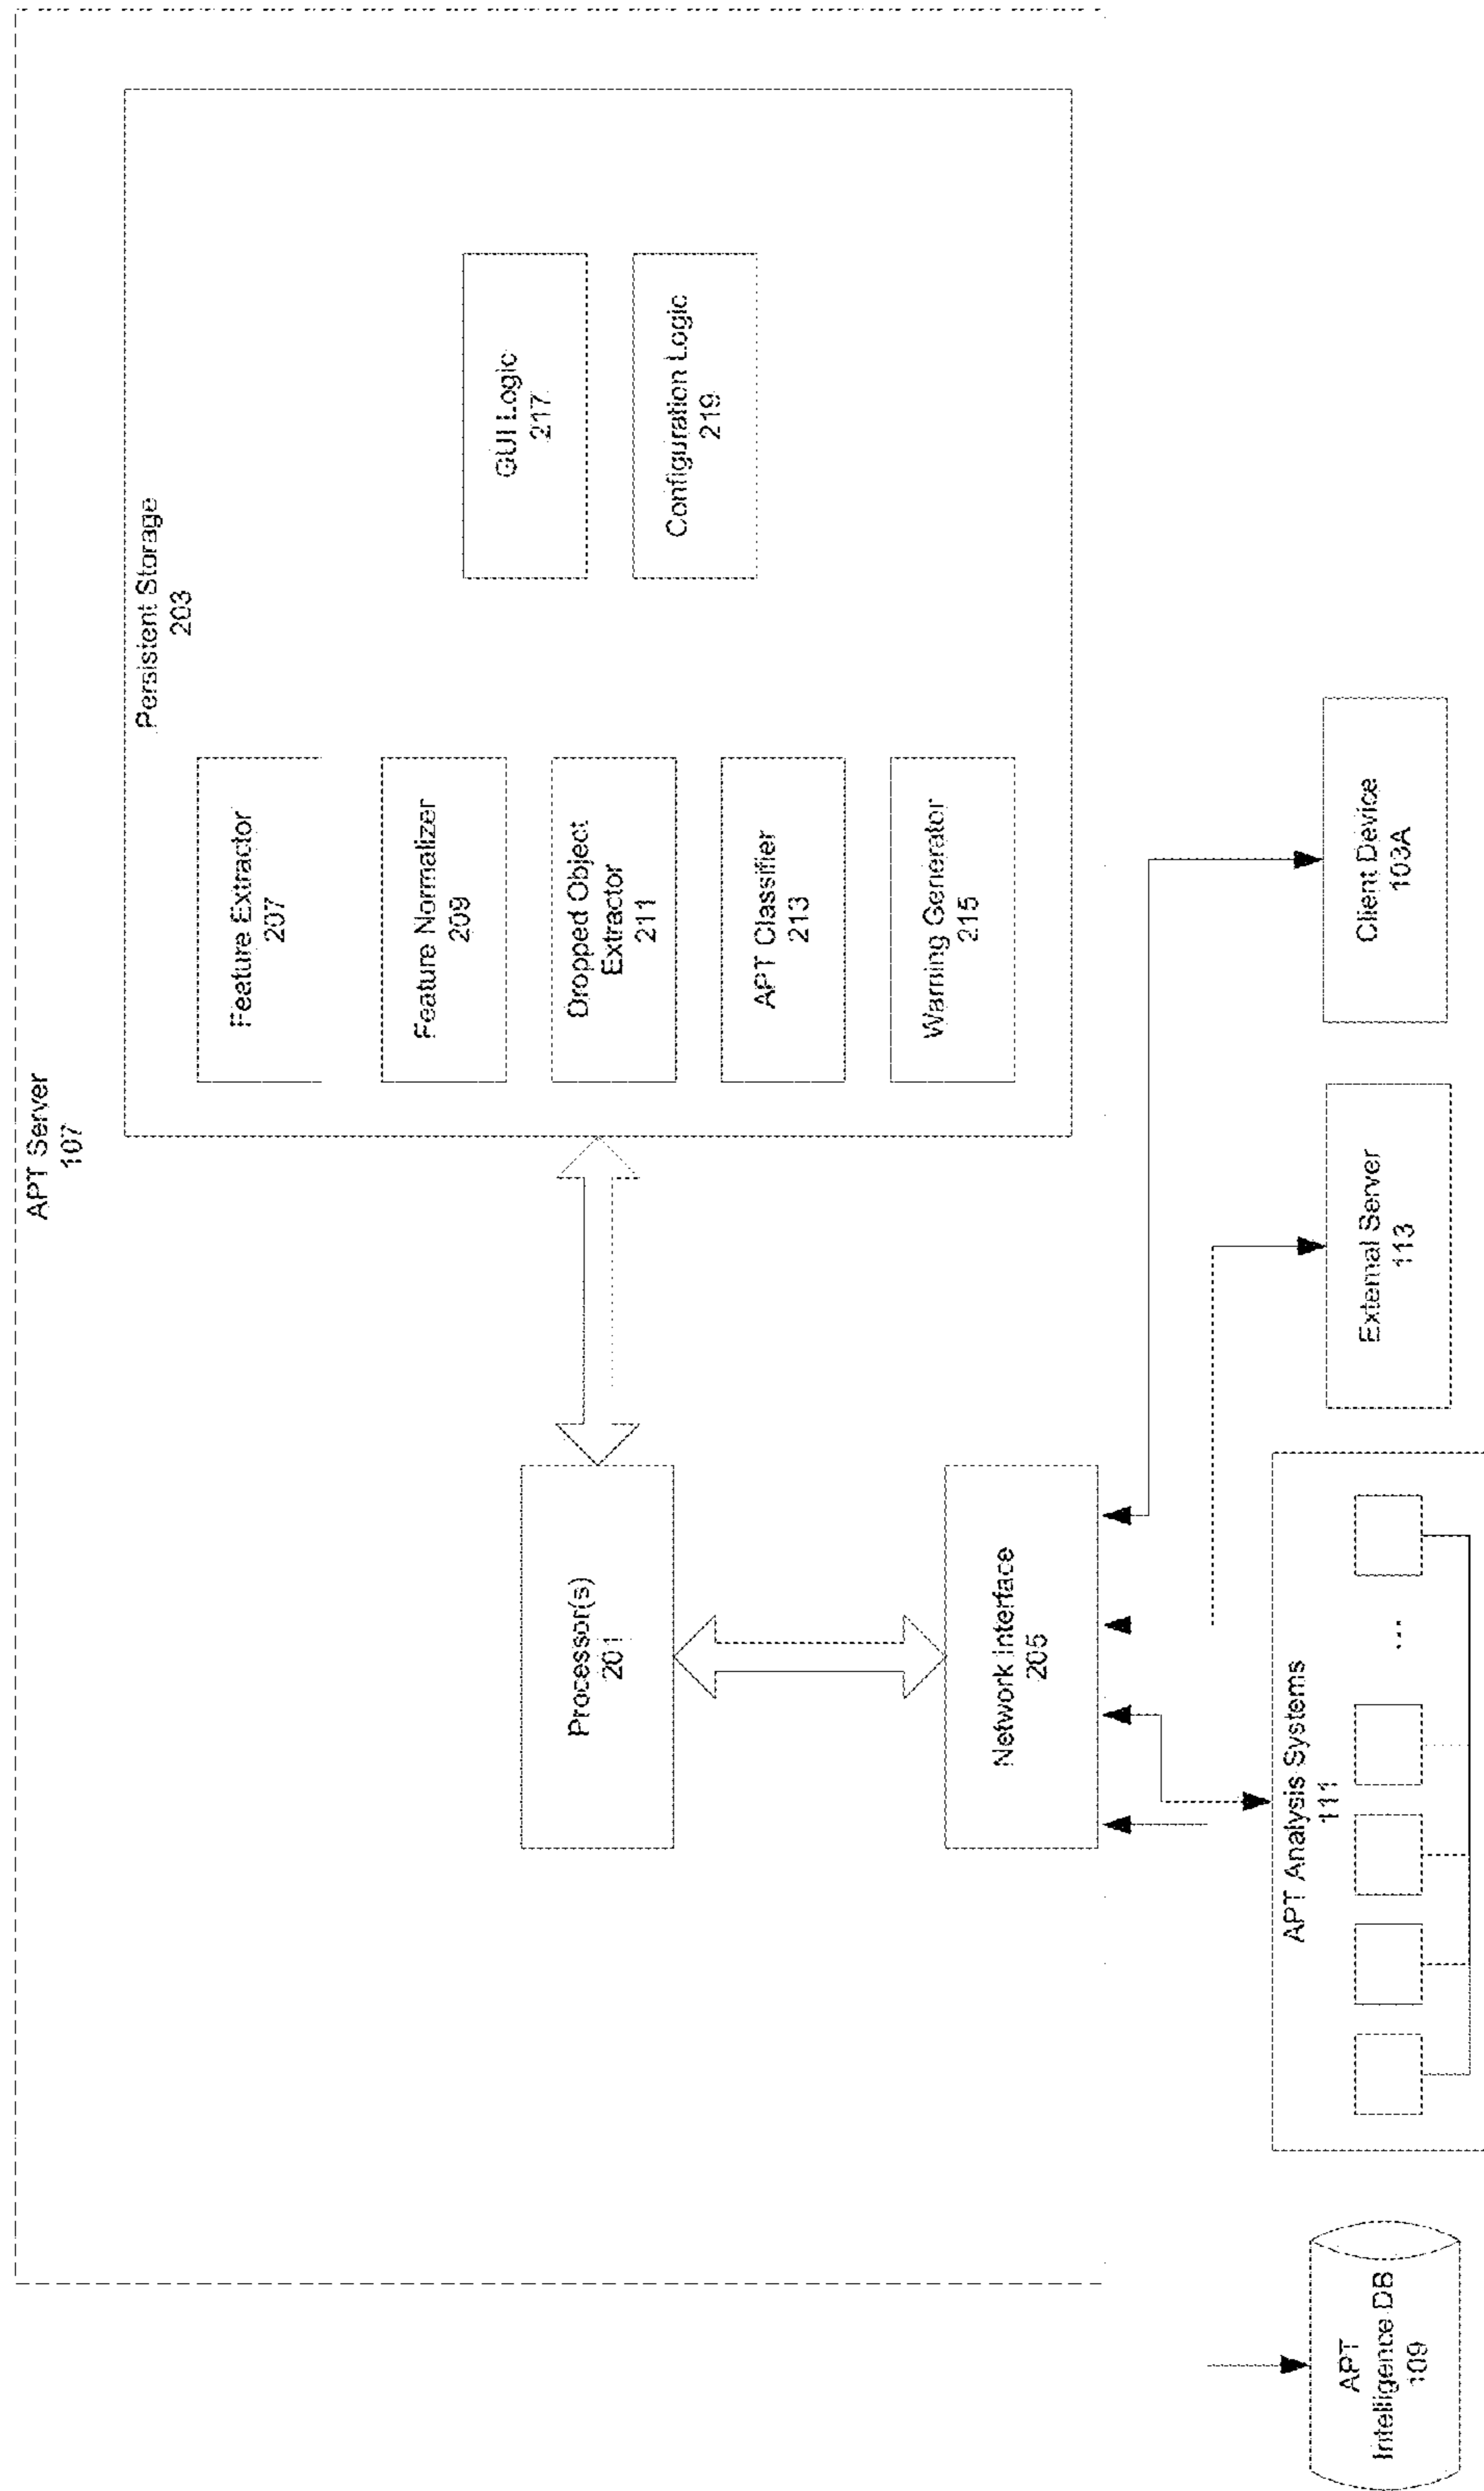 APT Server
107
Persistent Storage
203
Feature Extractor
207
Feature Normalizer
209
Dropped Object
Extractor
211
APT Classifier
213
Warning Generator
215
GUI Logic
217
Configuration Logic
219
Processor(s)
201
Network Interface
205
APT
Intelligence DB
109
APT Analysis Systems
111
...
External Server
113
Client Device
103A